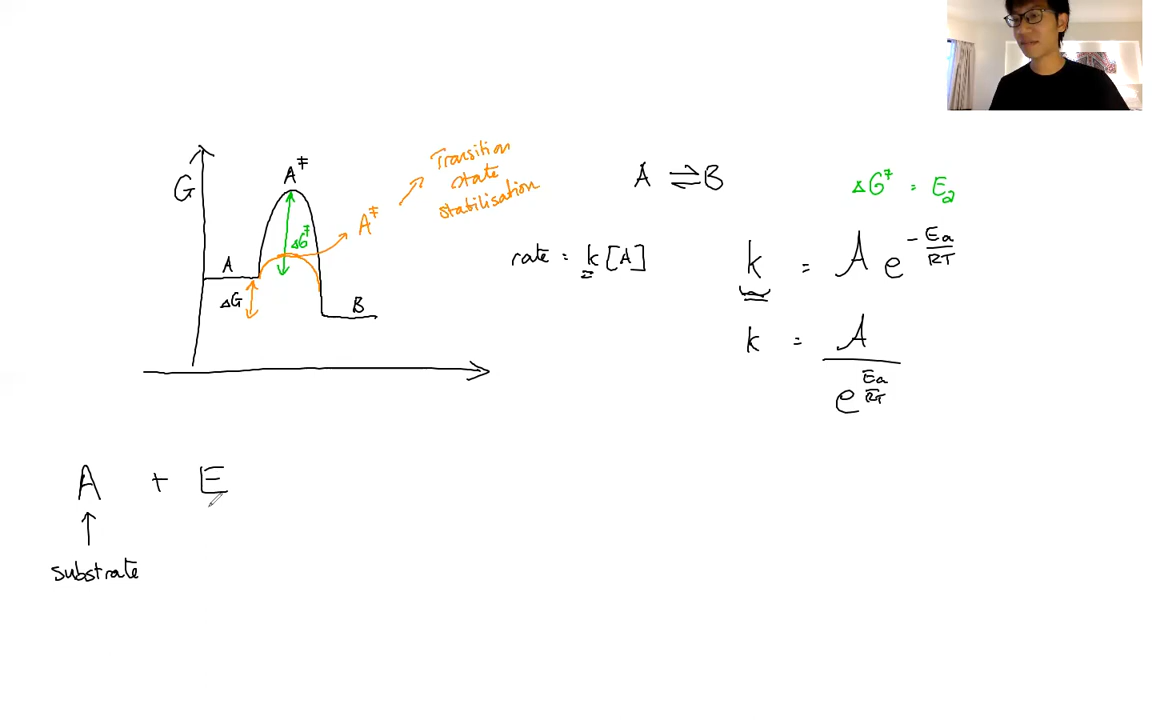 G
A‡
Transition
state
stabilisation
A‡
ΔG‡
A
ΔG
B
A ⇌ B
rate = k [A]
ΔG‡ = Ea
k = A e^(-Ea/RT)
k = A / e^(Ea/RT)
A + E
↑
substrate